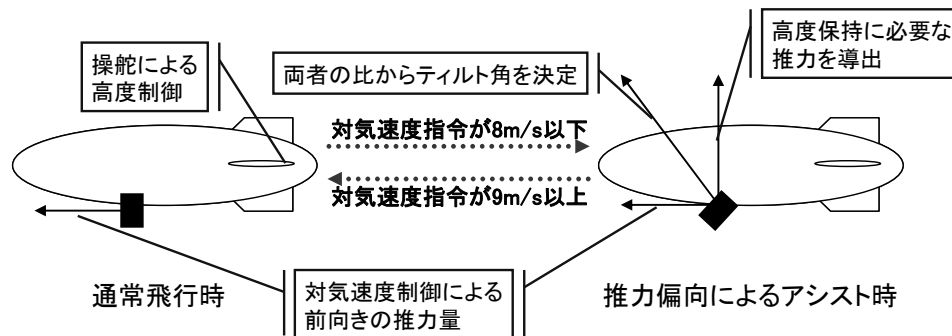 操舵による
高度制御
両者の比からティルト角を決定
高度保持に必要な
推力を導出
対気速度指令が8m/s以下
対気速度指令が9m/s以上
通常飛行時
対気速度制御による
前向きの推力量
推力偏向によるアシスト時